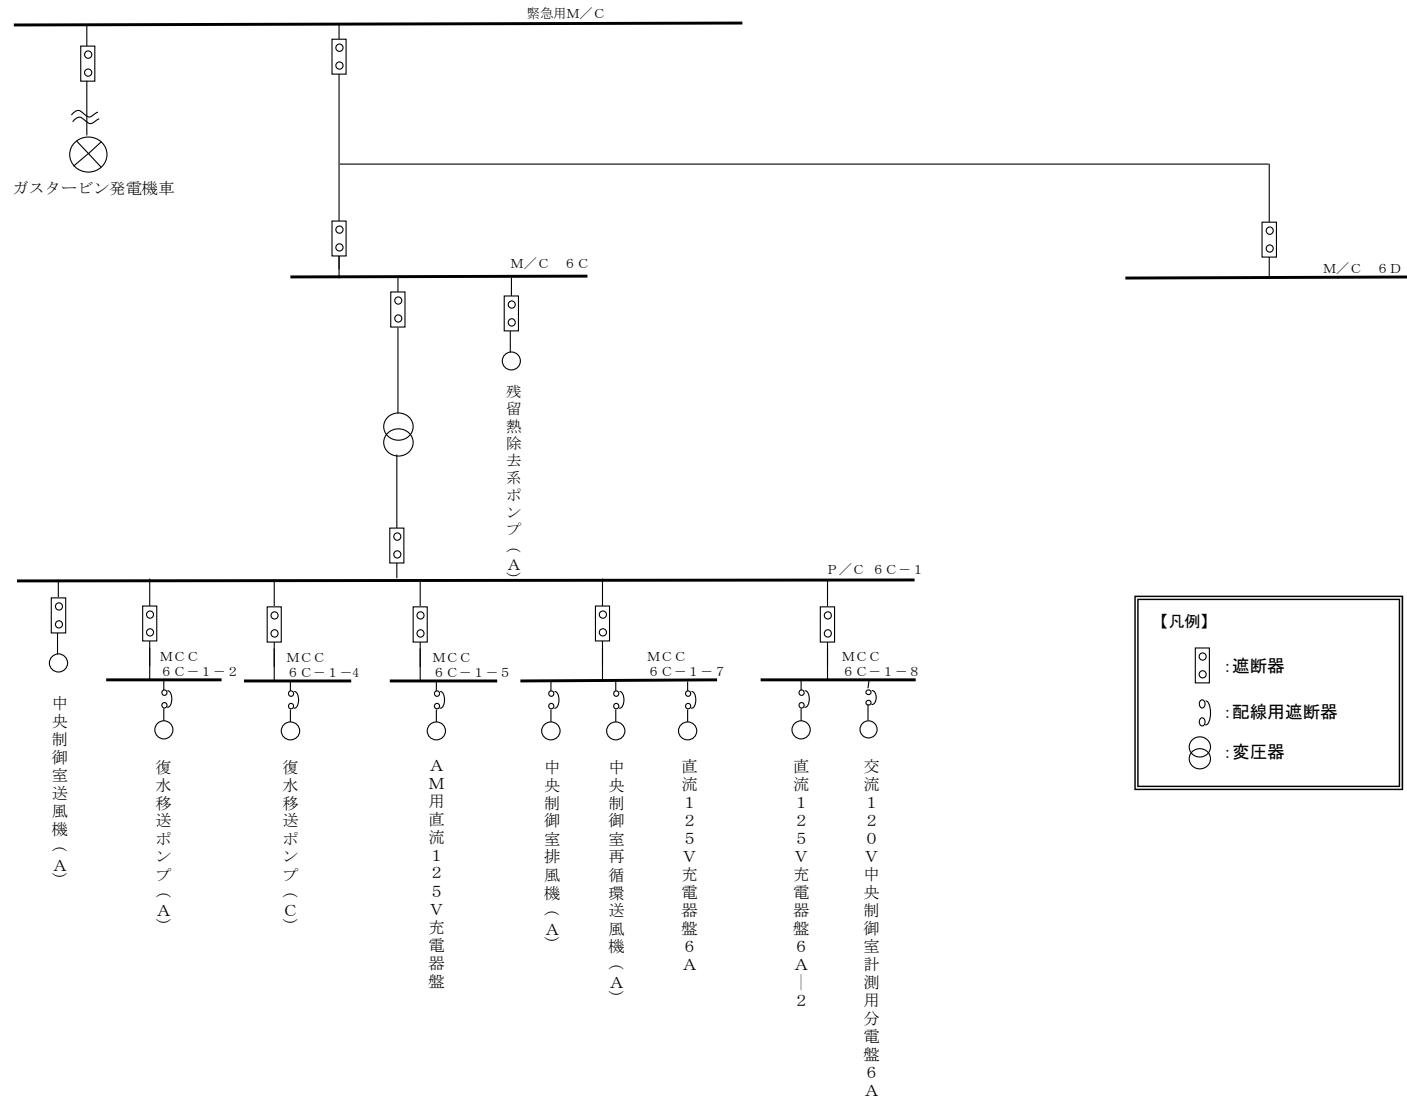 緊急用M／C
ガスタービン発電機車
M／C　6C
M／C　6D
残留熱除去系ポンプ（A）
P／C 6C－1
MCC
6C－1－2
MCC
6C－1－4
MCC
6C－1－5
MCC
6C－1－7
MCC
6C－1－8
中央制御室送風機（A）
復水移送ポンプ（A）
復水移送ポンプ（C）
AM用直流125V充電器盤
中央制御室排風機（A）
中央制御室再循環送風機（A）
直流125V充電器盤6A
直流125V充電器盤6A－2
交流120V中央制御室計測用分電盤6A
【凡例】
:遮断器
:配線用遮断器
:変圧器